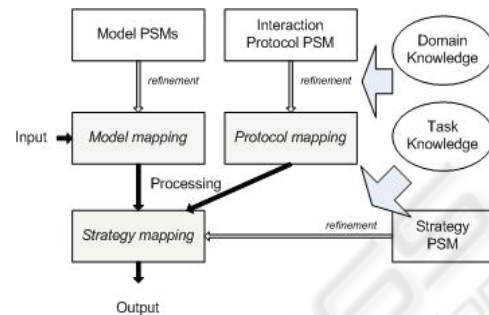 Model PSMs
Interaction
Protocol PSM
Domain
Knowledge
refinement
refinement
Input
Model mapping
Protocol mapping
Task
Knowledge
Processing
Strategy mapping
refinement
Strategy
PSM
Output